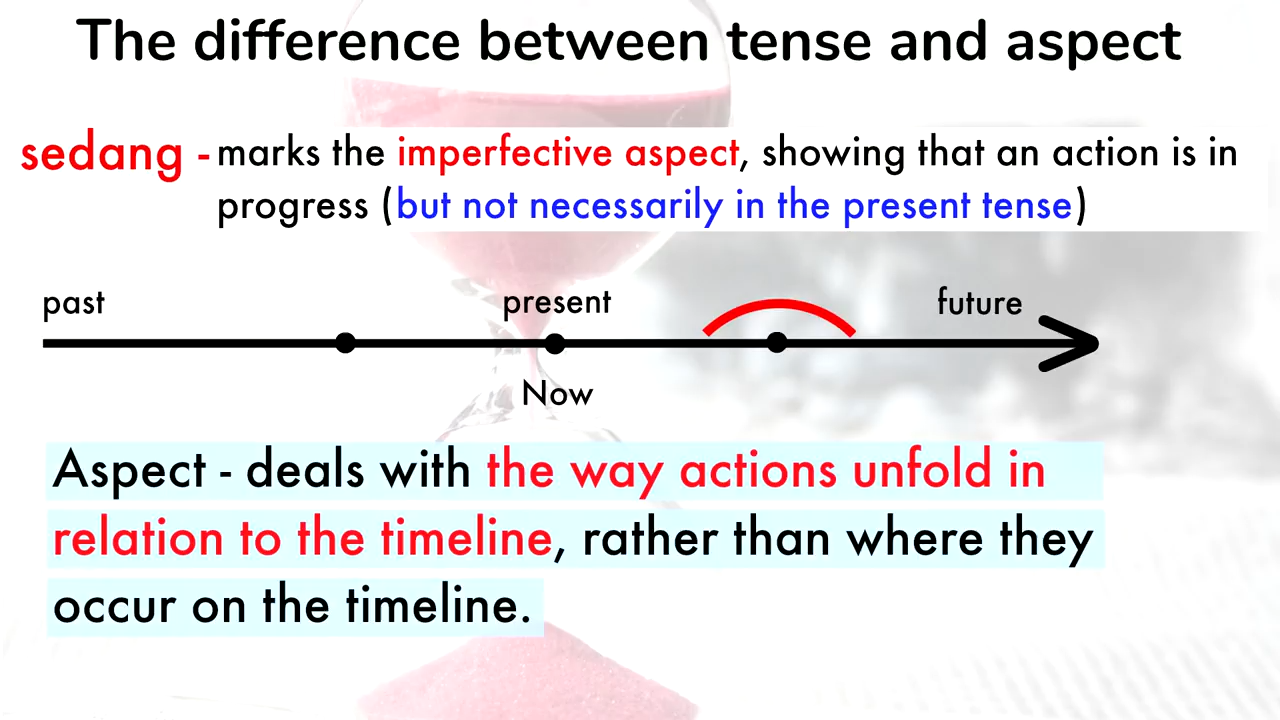 The difference between tense and aspect
sedang - marks the imperfective aspect, showing that an action is in
progress (but not necessarily in the present tense)
past present future
Now
Aspect - deals with the way actions unfold in
relation to the timeline, rather than where they
occur on the timeline.